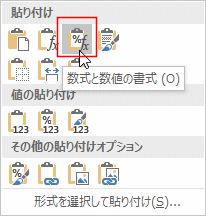 貼り付け
fx
%fx
数式と数値の書式 (O)
値の貼り付け
123
%
123
123
その他の貼り付けオプション
%
形式を選択して貼り付け(S)...